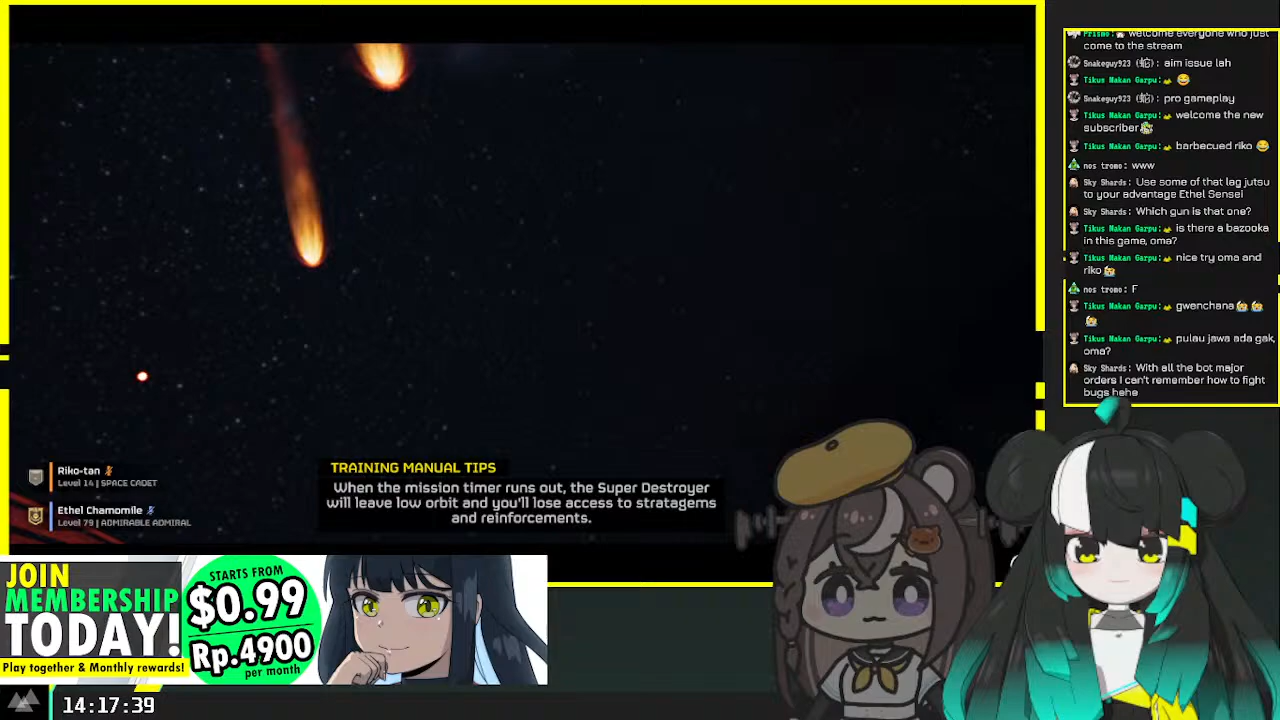 Riko-tan
Level 14 | SPACE CADET
Ethel Chamomile
Level 79 | ADMIRABLE ADMIRAL
TRAINING MANUAL TIPS
When the mission timer runs out, the Super Destroyer
will leave low orbit and you'll lose access to stratagems
and reinforcements.
Prismo: welcome everyone who just
come to the stream
Snakeguy923 (蛇): aim issue lah
Tikus Makan Garpu: 😂
Snakeguy923 (蛇): pro gameplay
Tikus Makan Garpu: welcome the new
subscriber
Tikus Makan Garpu: barbecued riko 😂
nos tromo: www
Sky Shards: Use some of that lag jutsu
to your advantage Ethel Sensei
Sky Shards: Which gun is that one?
Tikus Makan Garpu: is there a bazooka
in this game, oma?
Tikus Makan Garpu: nice try oma and
riko
nos tromo: F
Tikus Makan Garpu: gwenchana
Tikus Makan Garpu: pulau jawa ada gak,
oma?
Sky Shards: With all the bot major
orders I can't remember how to fight
bugs hehe
JOIN
MEMBERSHIP
TODAY!
Play together & Monthly rewards!
STARTS FROM
$0.99
Rp.4900
per month
14:17:39